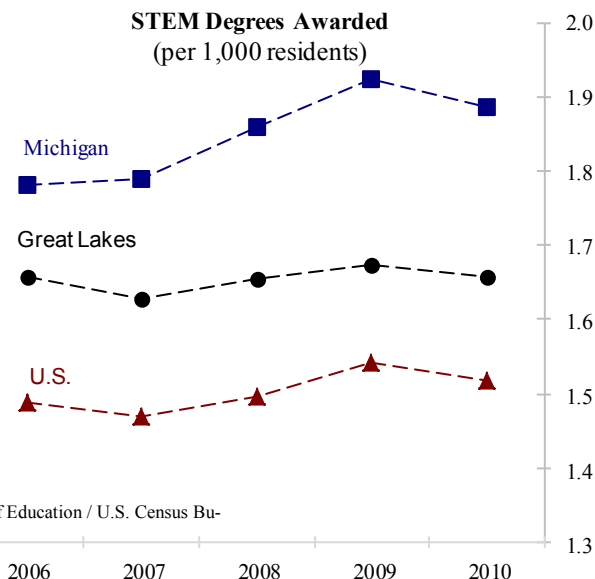 STEM Degrees Awarded
(per 1,000 residents)
2.0
1.9
Michigan
1.8
Great Lakes
1.7
1.6
U.S.
1.5
1.4
f Education / U.S. Census Bu-
1.3
2006 2007 2008 2009 2010